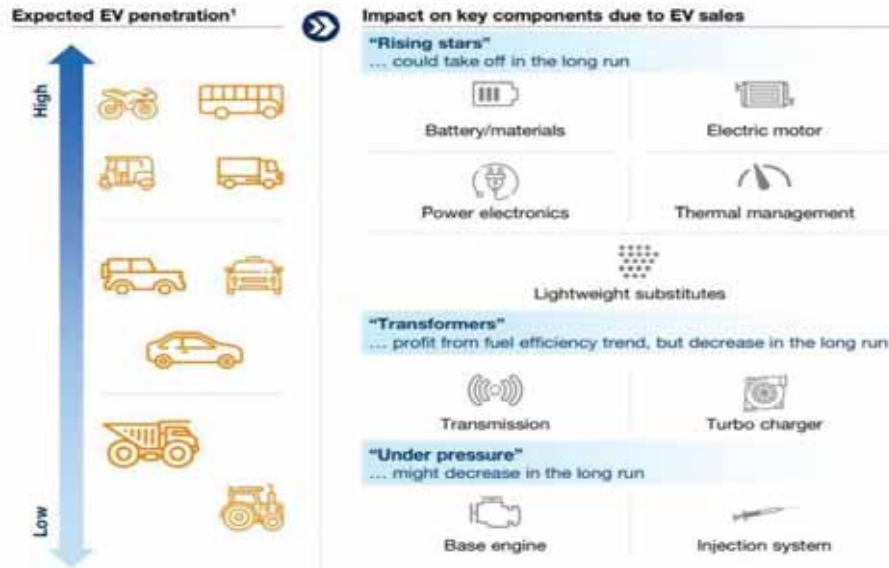 Expected EV penetration¹
High
Low
Impact on key components due to EV sales
“Rising stars”
... could take off in the long run
Battery/materials
Electric motor
Power electronics
Thermal management
Lightweight substitutes
“Transformers”
... profit from fuel efficiency trend, but decrease in the long run
Transmission
Turbo charger
“Under pressure”
... might decrease in the long run
Base engine
Injection system